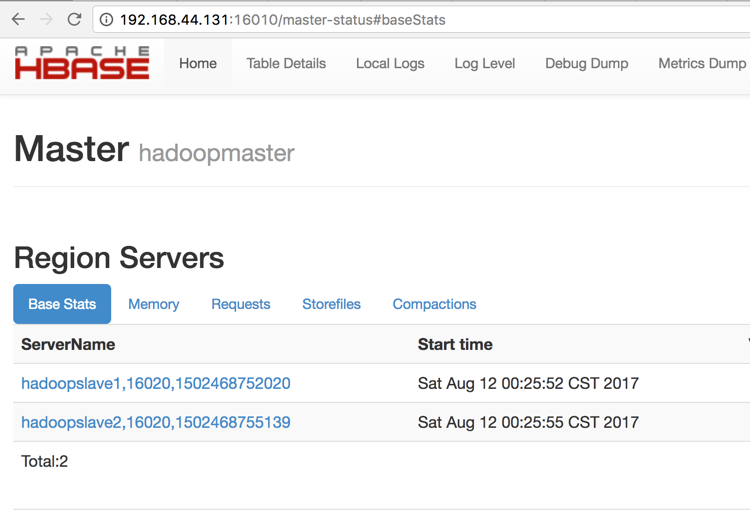 192.168.44.131:16010/master-status#baseStats
APACHE
HBASE
Home Table Details Local Logs Log Level Debug Dump Metrics Dump
Master hadoopmaster
Region Servers
Base Stats Memory Requests Storefiles Compactions
ServerName Start time
hadoopslave1,16020,1502468752020 Sat Aug 12 00:25:52 CST 2017
hadoopslave2,16020,1502468755139 Sat Aug 12 00:25:55 CST 2017
Total:2